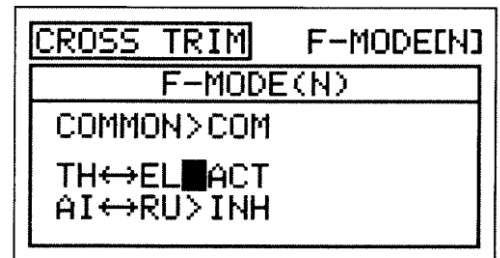 CROSS TRIM F-MODE[N]
F-MODE(N)
COMMON>COM
TH↔EL■ACT
AI↔RU>INH